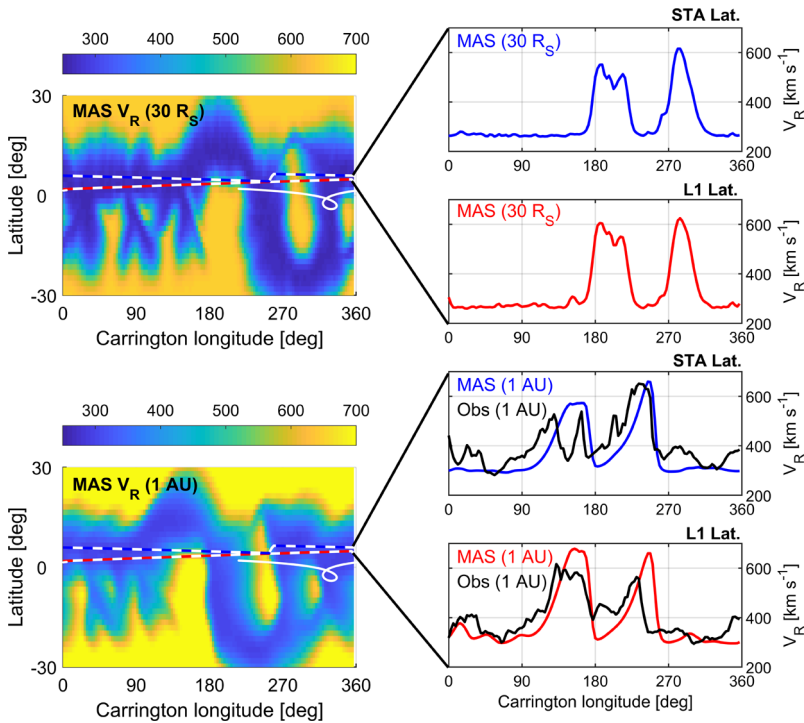 300 400 500 600 700
MAS V_R (30 R_S)
30
0
-30
Latitude [deg]
0 90 180 270 360
Carrington longitude [deg]
STA Lat.
MAS (30 R_S)
600
400
200
V_R [km s⁻¹]
0 90 180 270 360
L1 Lat.
MAS (30 R_S)
600
400
200
V_R [km s⁻¹]
0 90 180 270 360
300 400 500 600 700
MAS V_R (1 AU)
30
0
-30
Latitude [deg]
0 90 180 270 360
Carrington longitude [deg]
STA Lat.
MAS (1 AU)
Obs (1 AU)
600
400
200
V_R [km s⁻¹]
0 90 180 270 360
L1 Lat.
MAS (1 AU)
Obs (1 AU)
600
400
200
V_R [km s⁻¹]
0 90 180 270 360
Carrington longitude [deg]